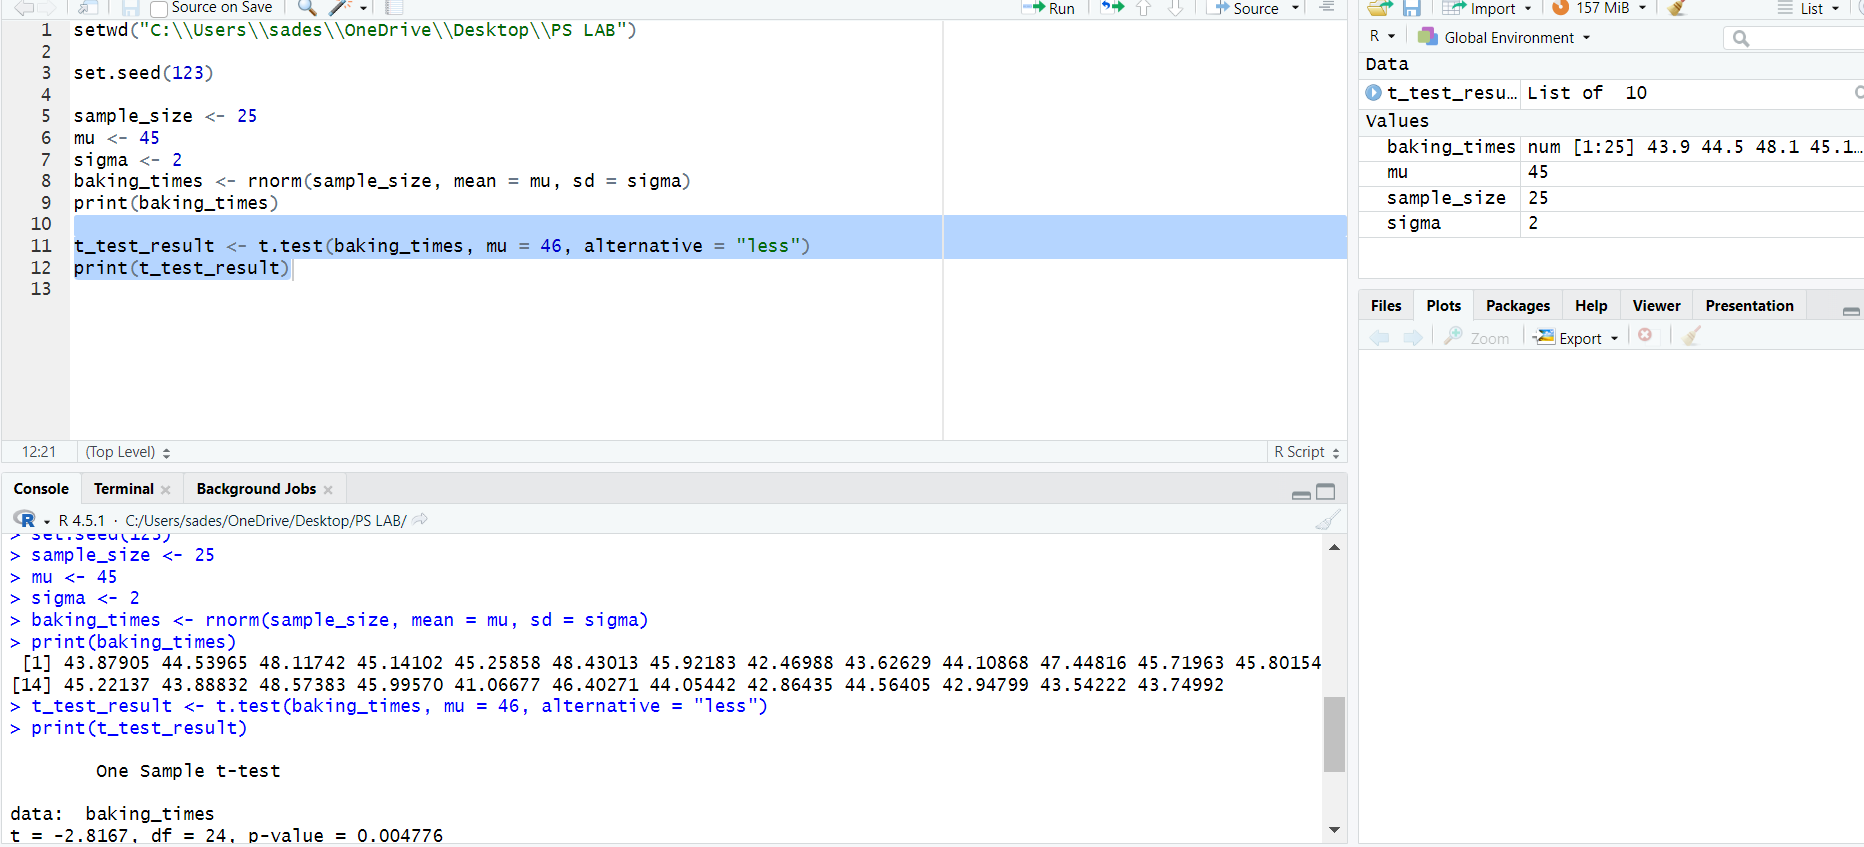 Source on Save
Run
Source
1 setwd("C:\\Users\\sades\\OneDrive\\Desktop\\PS LAB")
2
3 set.seed(123)
4
5 sample_size <- 25
6 mu <- 45
7 sigma <- 2
8 baking_times <- rnorm(sample_size, mean = mu, sd = sigma)
9 print(baking_times)
10
11 t_test_result <- t.test(baking_times, mu = 46, alternative = "less")
12 print(t_test_result)
13
12:21 (Top Level) R Script
Console Terminal Background Jobs
R 4.5.1 · C:/Users/sades/OneDrive/Desktop/PS LAB/
> set.seed(123)
> sample_size <- 25
> mu <- 45
> sigma <- 2
> baking_times <- rnorm(sample_size, mean = mu, sd = sigma)
> print(baking_times)
[1] 43.87905 44.53965 48.11742 45.14102 45.25858 48.43013 45.92183 42.46988 43.62629 44.10868 47.44816 45.71963 45.80154
[14] 45.22137 43.88832 48.57383 45.99570 41.06677 46.40271 44.05442 42.86435 44.56405 42.94799 43.54222 43.74992
> t_test_result <- t.test(baking_times, mu = 46, alternative = "less")
> print(t_test_result)
One Sample t-test
data: baking_times
t = -2.8167, df = 24, p-value = 0.004776
Import 157 MiB List
R Global Environment
Data
t_test_resu… List of 10
Values
baking_times num [1:25] 43.9 44.5 48.1 45.1…
mu 45
sample_size 25
sigma 2
Files Plots Packages Help Viewer Presentation
Zoom Export